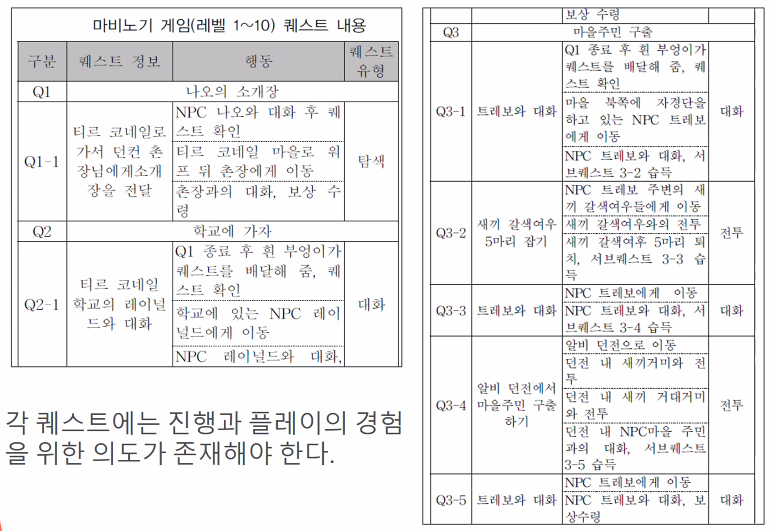 마비노기 게임(레벨 1~10) 퀘스트 내용
구분 퀘스트 정보 행동 퀘스트
유형
Q1 나오의 소개장
Q1-1
티르 코네일로
가서 던컨 촌
장님에게소개
장을 전달
NPC 나오와 대화 후 퀘
스트 확인
티르 코네일 마을로 워
프 뒤 촌장에게 이동
촌장과의 대화, 보상 수
령
탐색
Q2 학교에 가자
Q2-1
티르 코네일
학교의 레이널
드와 대화
Q1 종료 후 흰 부엉이가
퀘스트를 배달해 줌, 퀘
스트 확인
학교에 있는 NPC 레이
널드에게 이동
NPC 레이널드와 대화,
대화
각 퀘스트에는 진행과 플레이의 경험
을 위한 의도가 존재해야 한다.
보상 수령
Q3 마을주민 구출
Q3-1
트레보와 대화
Q1 종료 후 흰 부엉이가
퀘스트를 배달해 줌, 퀘
스트 확인
마을 북쪽에 자경단을
하고 있는 NPC 트레보
에게 이동
NPC 트레보와 대화, 서
브퀘스트 3-2 습득
대화
Q3-2
새끼 갈색여우
5마리 잡기
NPC 트레보 주변의 새
끼 갈색여우들에게 이동
새끼 갈색여우와의 전투
새끼 갈색여후 5마리 퇴
치, 서브퀘스트 3-3 습
득
전투
Q3-3
트레보와 대화
NPC 트레보에게 이동
NPC 트레보와 대화, 서
브퀘스트 3-4 습득
대화
Q3-4
알비 던전에서
마을주민 구출
하기
알비 던전으로 이동
던전 내 새끼거미와 전
투
던전 내 새끼 거대거미
와 전투
던전 내 NPC마을 주민
과의 대화, 서브퀘스트
3-5 습득
전투
Q3-5
트레보와 대화
NPC 트레보에게 이동
NPC 트레보와 대화, 보
상수령
대화